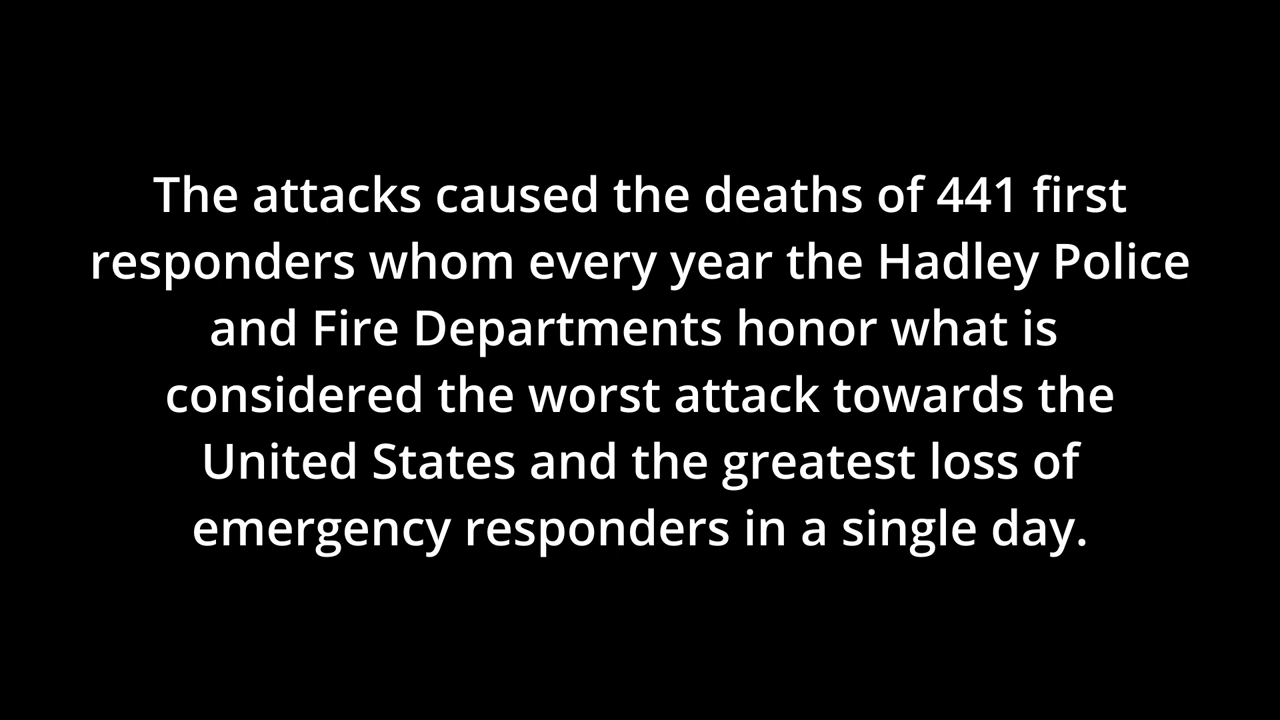 The attacks caused the deaths of 441 first
responders whom every year the Hadley Police
and Fire Departments honor what is
considered the worst attack towards the
United States and the greatest loss of
emergency responders in a single day.